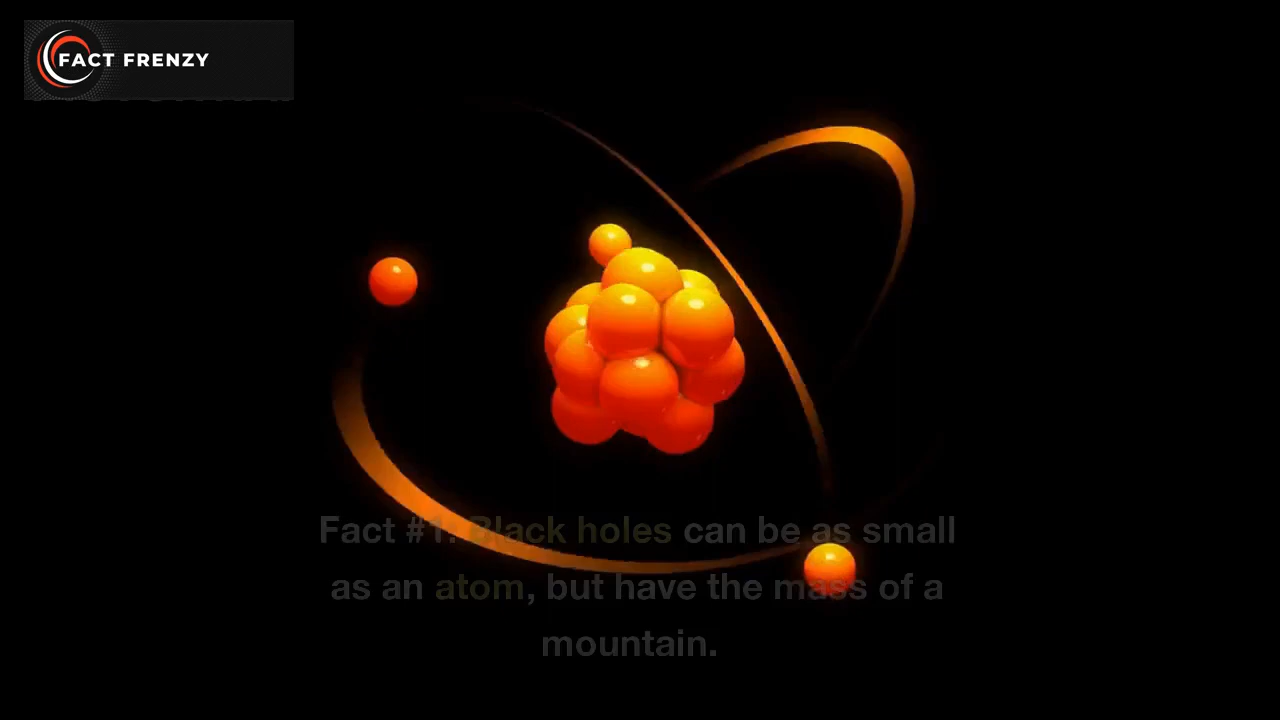 FACT FRENZY
Fact #1: Black holes can be as small
as an atom, but have the mass of a
mountain.